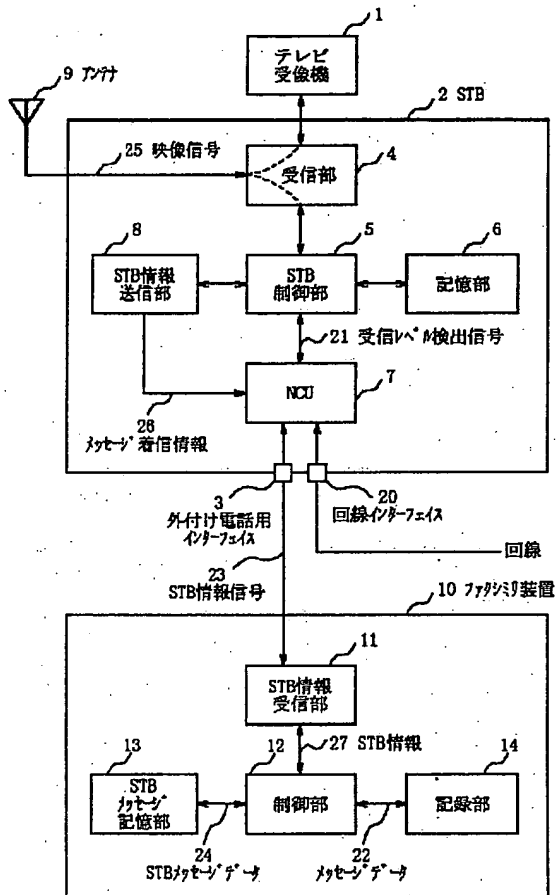 1
テレビ
受像機
9 アンテナ
2 STB
25 映像信号
4
受信部
8
5
6
STB情報
送信部
STB
制御部
記憶部
21 受信レベル検出信号
7
NCU
26
メッセージ着信情報
3
外付け電話用
インターフェイス
20
回線インターフェイス
23
STB情報信号
回線
10 ファクシミリ装置
11
STB情報
受信部
27 STB情報
13
12
14
STB
メッセージ
記憶部
制御部
記録部
24
STBメッセージデータ
22
メッセージデータ